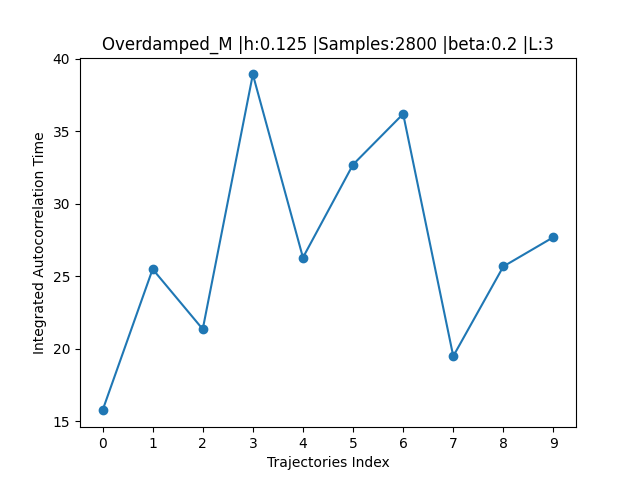 Overdamped_M |h:0.125 |Samples:2800 |beta:0.2 |L:3
40
35
30
25
20
15
Integrated Autocorrelation Time
0 1 2 3 4 5 6 7 8 9
Trajectories Index